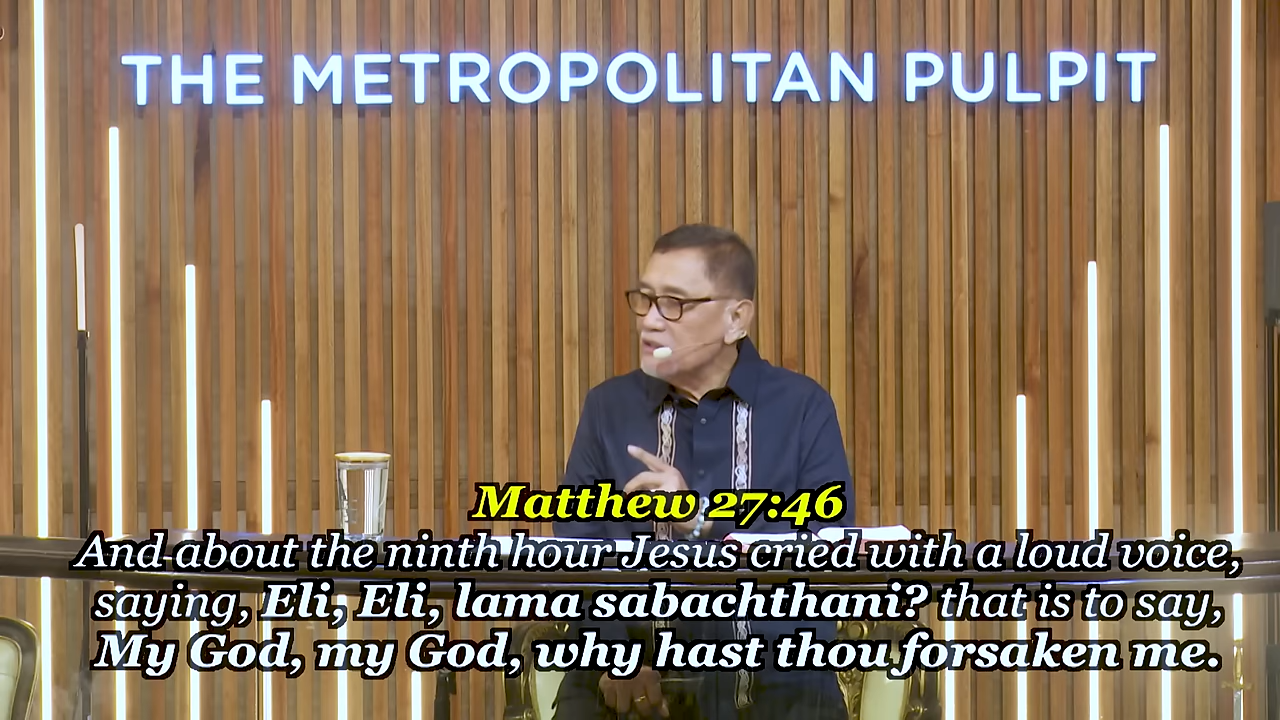 THE METROPOLITAN PULPIT
Matthew 27:46
And about the ninth hour Jesus cried with a loud voice,
saying, Eli, Eli, lama sabachthani? that is to say,
My God, my God, why hast thou forsaken me.